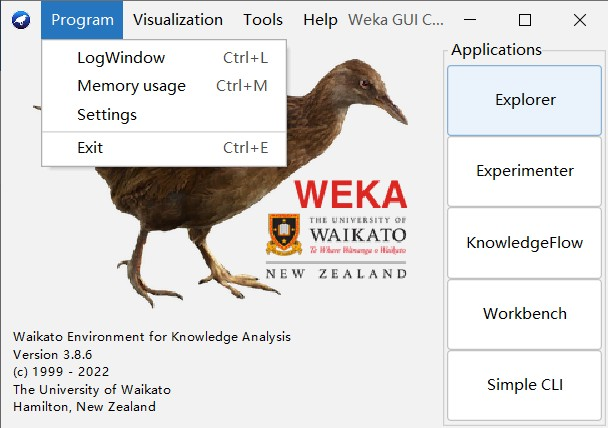 Program Visualization Tools Help Weka GUI C...
LogWindow Ctrl+L
Memory usage Ctrl+M
Settings
Exit Ctrl+E
WEKA
THE UNIVERSITY OF
WAIKATO
Te Whare Wānanga o Waikato
NEW ZEALAND
Waikato Environment for Knowledge Analysis
Version 3.8.6
(c) 1999 - 2022
The University of Waikato
Hamilton, New Zealand
Applications
Explorer
Experimenter
KnowledgeFlow
Workbench
Simple CLI